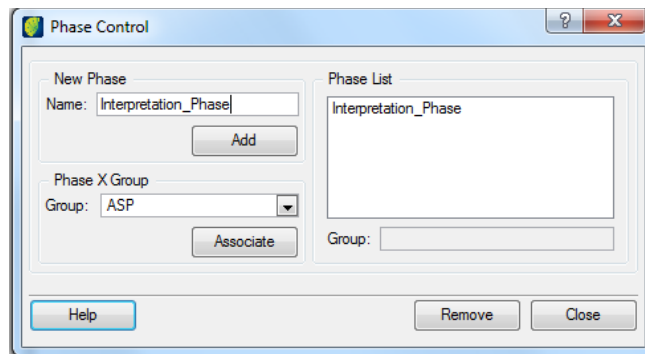 Phase Control
New Phase
Name: Interpretation_Phase
Add
Phase X Group
Group: ASP
Associate
Phase List
Interpretation_Phase
Group:
Help
Remove
Close